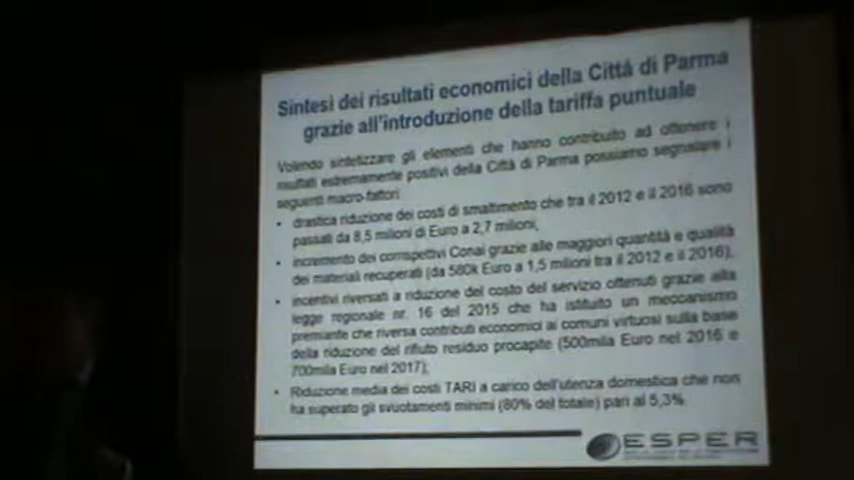 Sintesi dei risultati economici della Città di Parma
grazie all'introduzione della tariffa puntuale
Volendo sintetizzare gli elementi che hanno contribuito ad ottenere i
risultati estremamente positivi della Città di Parma possiamo segnalare i
seguenti macro-fattori:
• drastica riduzione dei costi di smaltimento che tra il 2012 e il 2016 sono
passati da 8,5 milioni di Euro a 2,7 milioni;
• incremento dei corrispettivi Conai grazie alle maggiori quantità e qualità
dei materiali recuperati (da 580k Euro a 1,5 milioni tra il 2012 e il 2016);
• incentivi riversati a riduzione del costo del servizio ottenuti grazie alla
legge regionale nr. 16 del 2015 che ha istituito un meccanismo
premiante che riversa contributi economici ai comuni virtuosi sulla base
della riduzione del rifiuto residuo procapite (500mila Euro nel 2016 e
700mila Euro nel 2017);
• Riduzione media dei costi TARI a carico dell'utenza domestica che non
ha superato gli svuotamenti minimi (80% del totale) pari al 5,3%
ESPER